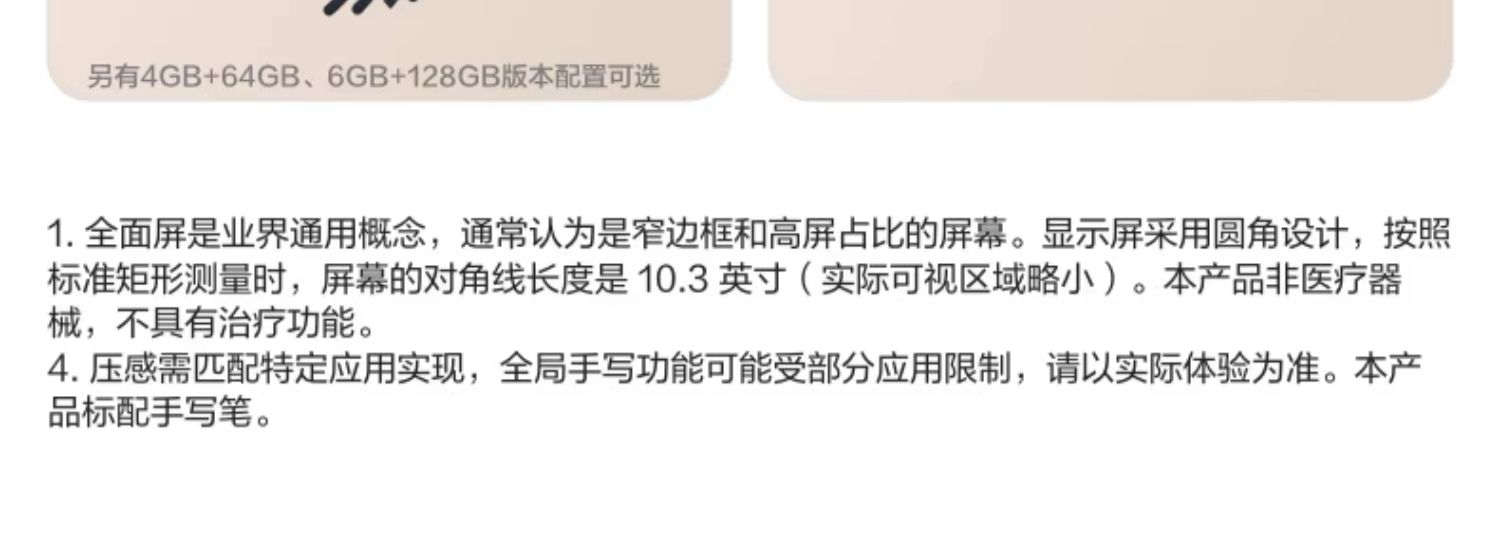 另有4GB+64GB、6GB+128GB版本配置可选
1. 全面屏是业界通用概念，通常认为是窄边框和高屏占比的屏幕。显示屏采用圆角设计，按照
标准矩形测量时，屏幕的对角线长度是 10.3 英寸（实际可视区域略小）。本产品非医疗器
械，不具有治疗功能。
4. 压感需匹配特定应用实现，全局手写功能可能受部分应用限制，请以实际体验为准。本产
品标配手写笔。